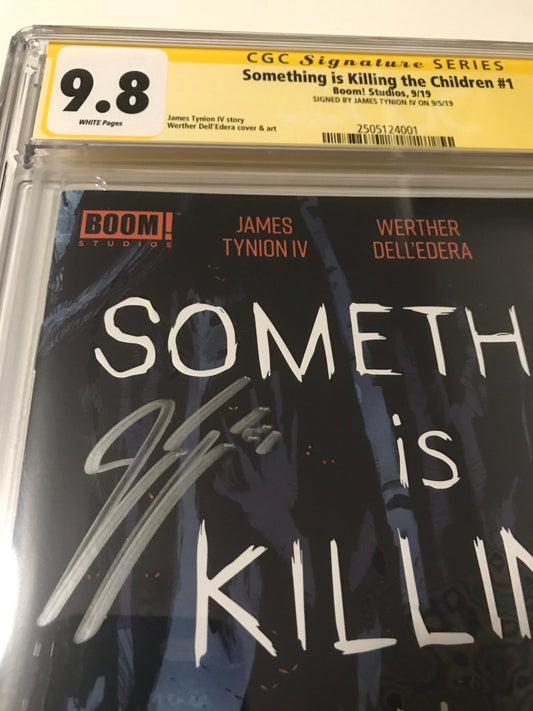 CGC Signature SERIES
Something is Killing the Children #1
Boom! Studios, 9/19
SIGNED BY JAMES TYNION IV ON 9/5/19
9.8
WHITE Pages
James Tynion IV story
Werther Dell'Edera cover & art
2505124001
BOOM!
STUDIOS
JAMES
TYNION IV
WERTHER
DELL'EDERA
SOMETH
is
KILLIN